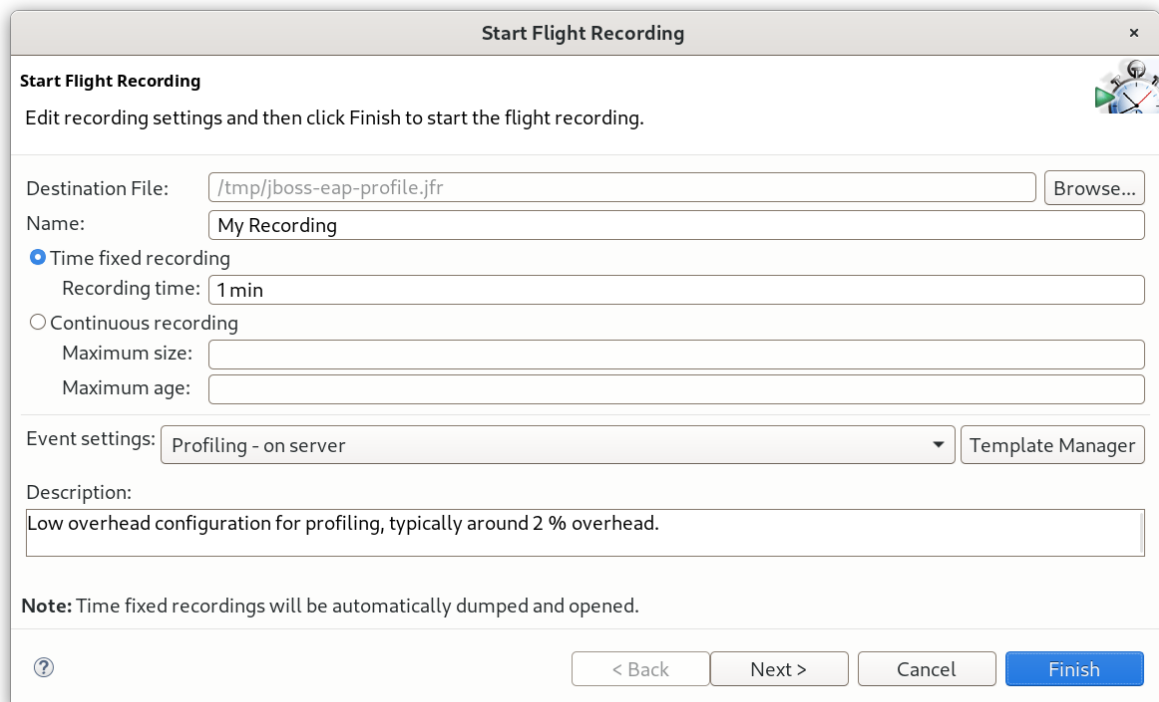 Start Flight Recording
×
Start Flight Recording
Edit recording settings and then click Finish to start the flight recording.
Destination File: /tmp/jboss-eap-profile.jfr Browse...
Name: My Recording
Time fixed recording
Recording time: 1 min
Continuous recording
Maximum size:
Maximum age:
Event settings: Profiling - on server Template Manager
Description:
Low overhead configuration for profiling, typically around 2 % overhead.
Note: Time fixed recordings will be automatically dumped and opened.
? < Back Next > Cancel Finish